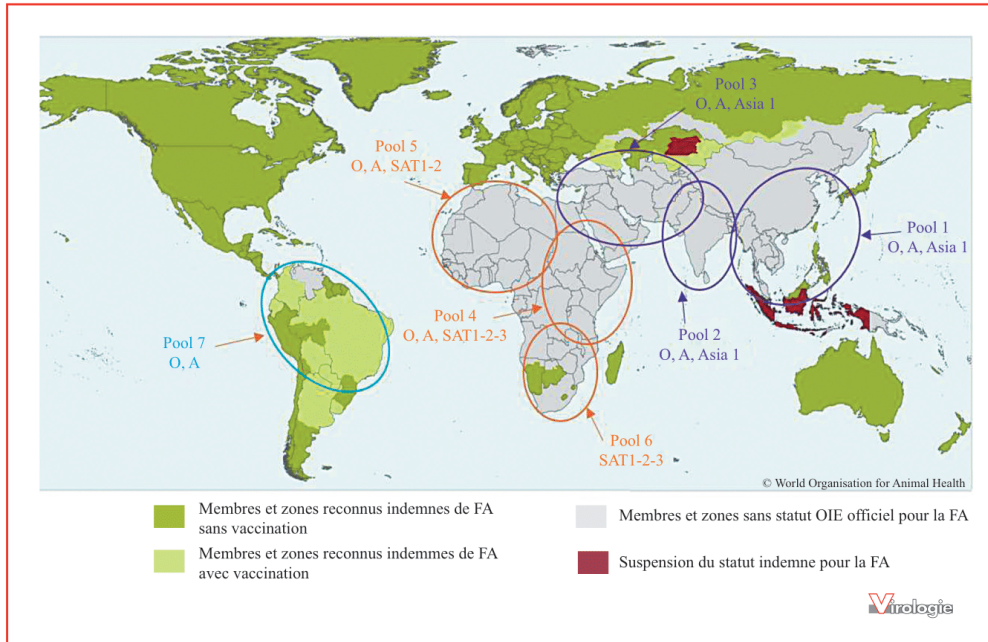 Pool 3
O, A, Asia 1
Pool 5
O, A, SAT1-2
Pool 1
O, A, Asia 1
Pool 4
O, A, SAT1-2-3
Pool 2
O, A, Asia 1
Pool 7
O, A
Pool 6
SAT1-2-3
© World Organisation for Animal Health
Membres et zones reconnus indemnes de FA
sans vaccination
Membres et zones reconnus indemmes de FA
avec vaccination
Membres et zones sans statut OIE officiel pour la FA
Suspension du statut indemne pour la FA
Virologie